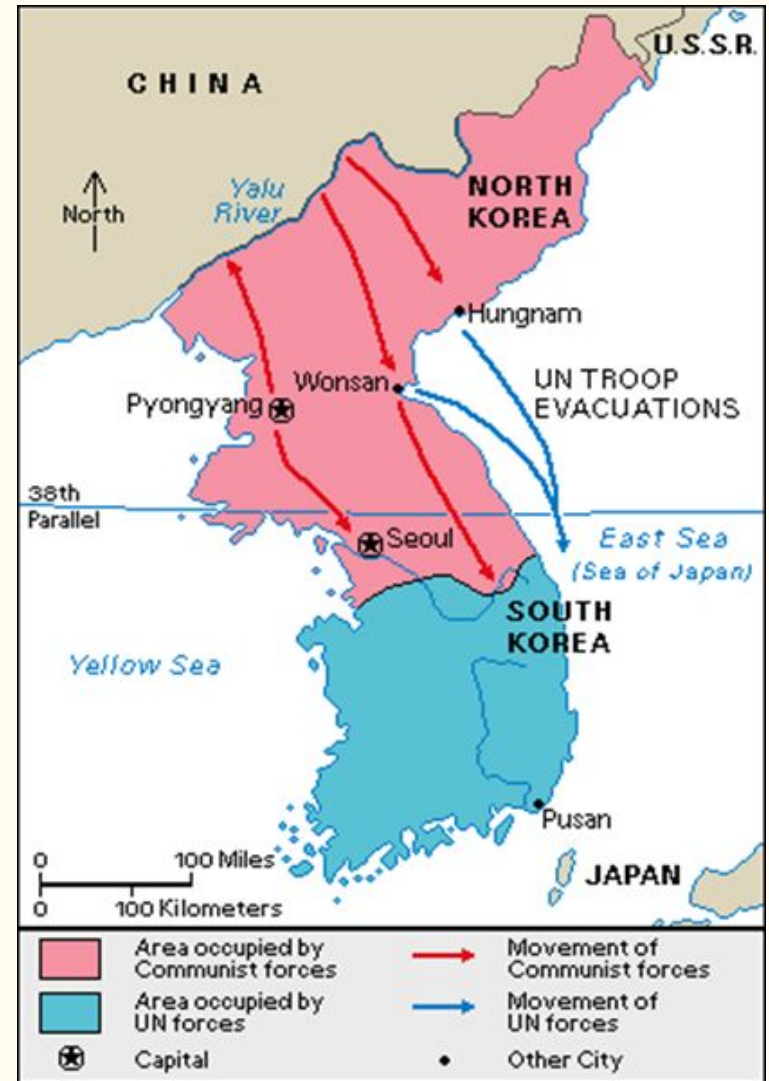 U.S.S.R.
CHINA
North
Yalu
River
NORTH
KOREA
Hungnam
Wonsan
UN TROOP
EVACUATIONS
Pyongyang
38th
Parallel
Seoul
East Sea
(Sea of Japan)
SOUTH
KOREA
Yellow Sea
Pusan
0 100 Miles
0 100 Kilometers
JAPAN
Area occupied by
Communist forces
Movement of
Communist forces
Area occupied by
UN forces
Movement of
UN forces
Capital
Other City